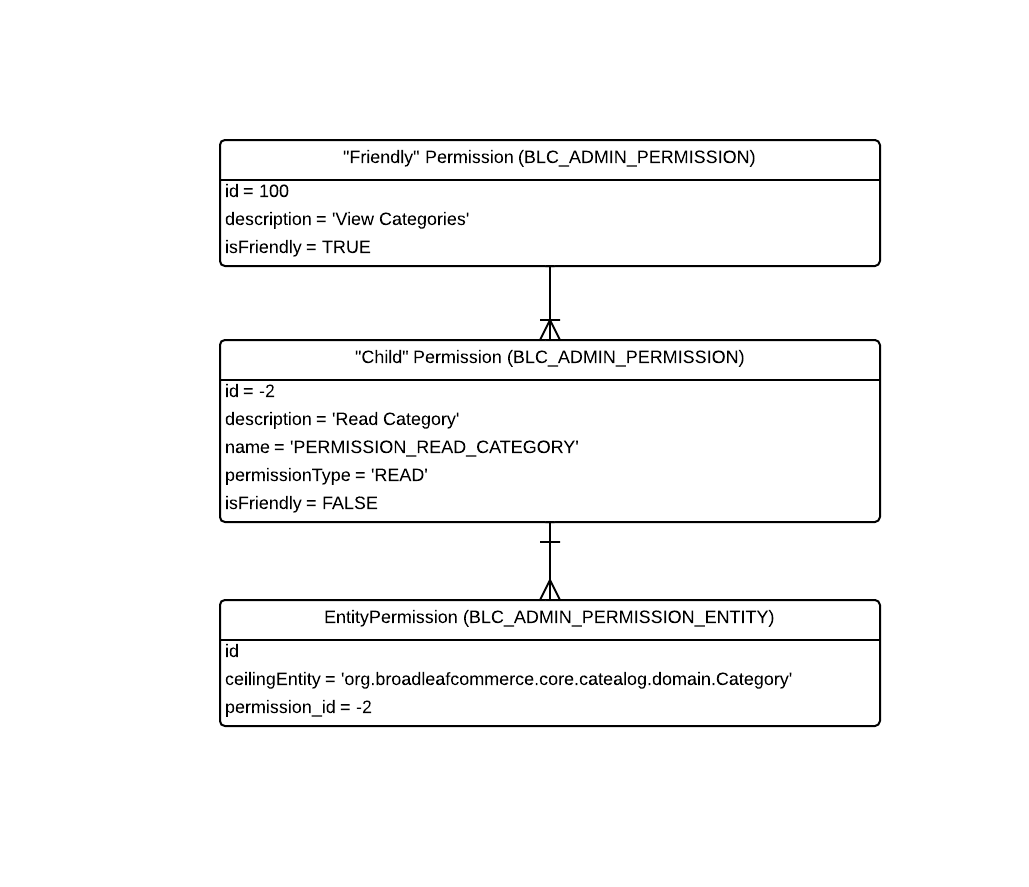 "Friendly" Permission (BLC_ADMIN_PERMISSION)
id = 100
description = 'View Categories'
isFriendly = TRUE
"Child" Permission (BLC_ADMIN_PERMISSION)
id = -2
description = 'Read Category'
name = 'PERMISSION_READ_CATEGORY'
permissionType = 'READ'
isFriendly = FALSE
EntityPermission (BLC_ADMIN_PERMISSION_ENTITY)
id
ceilingEntity = 'org.broadleafcommerce.core.catealog.domain.Category'
permission_id = -2